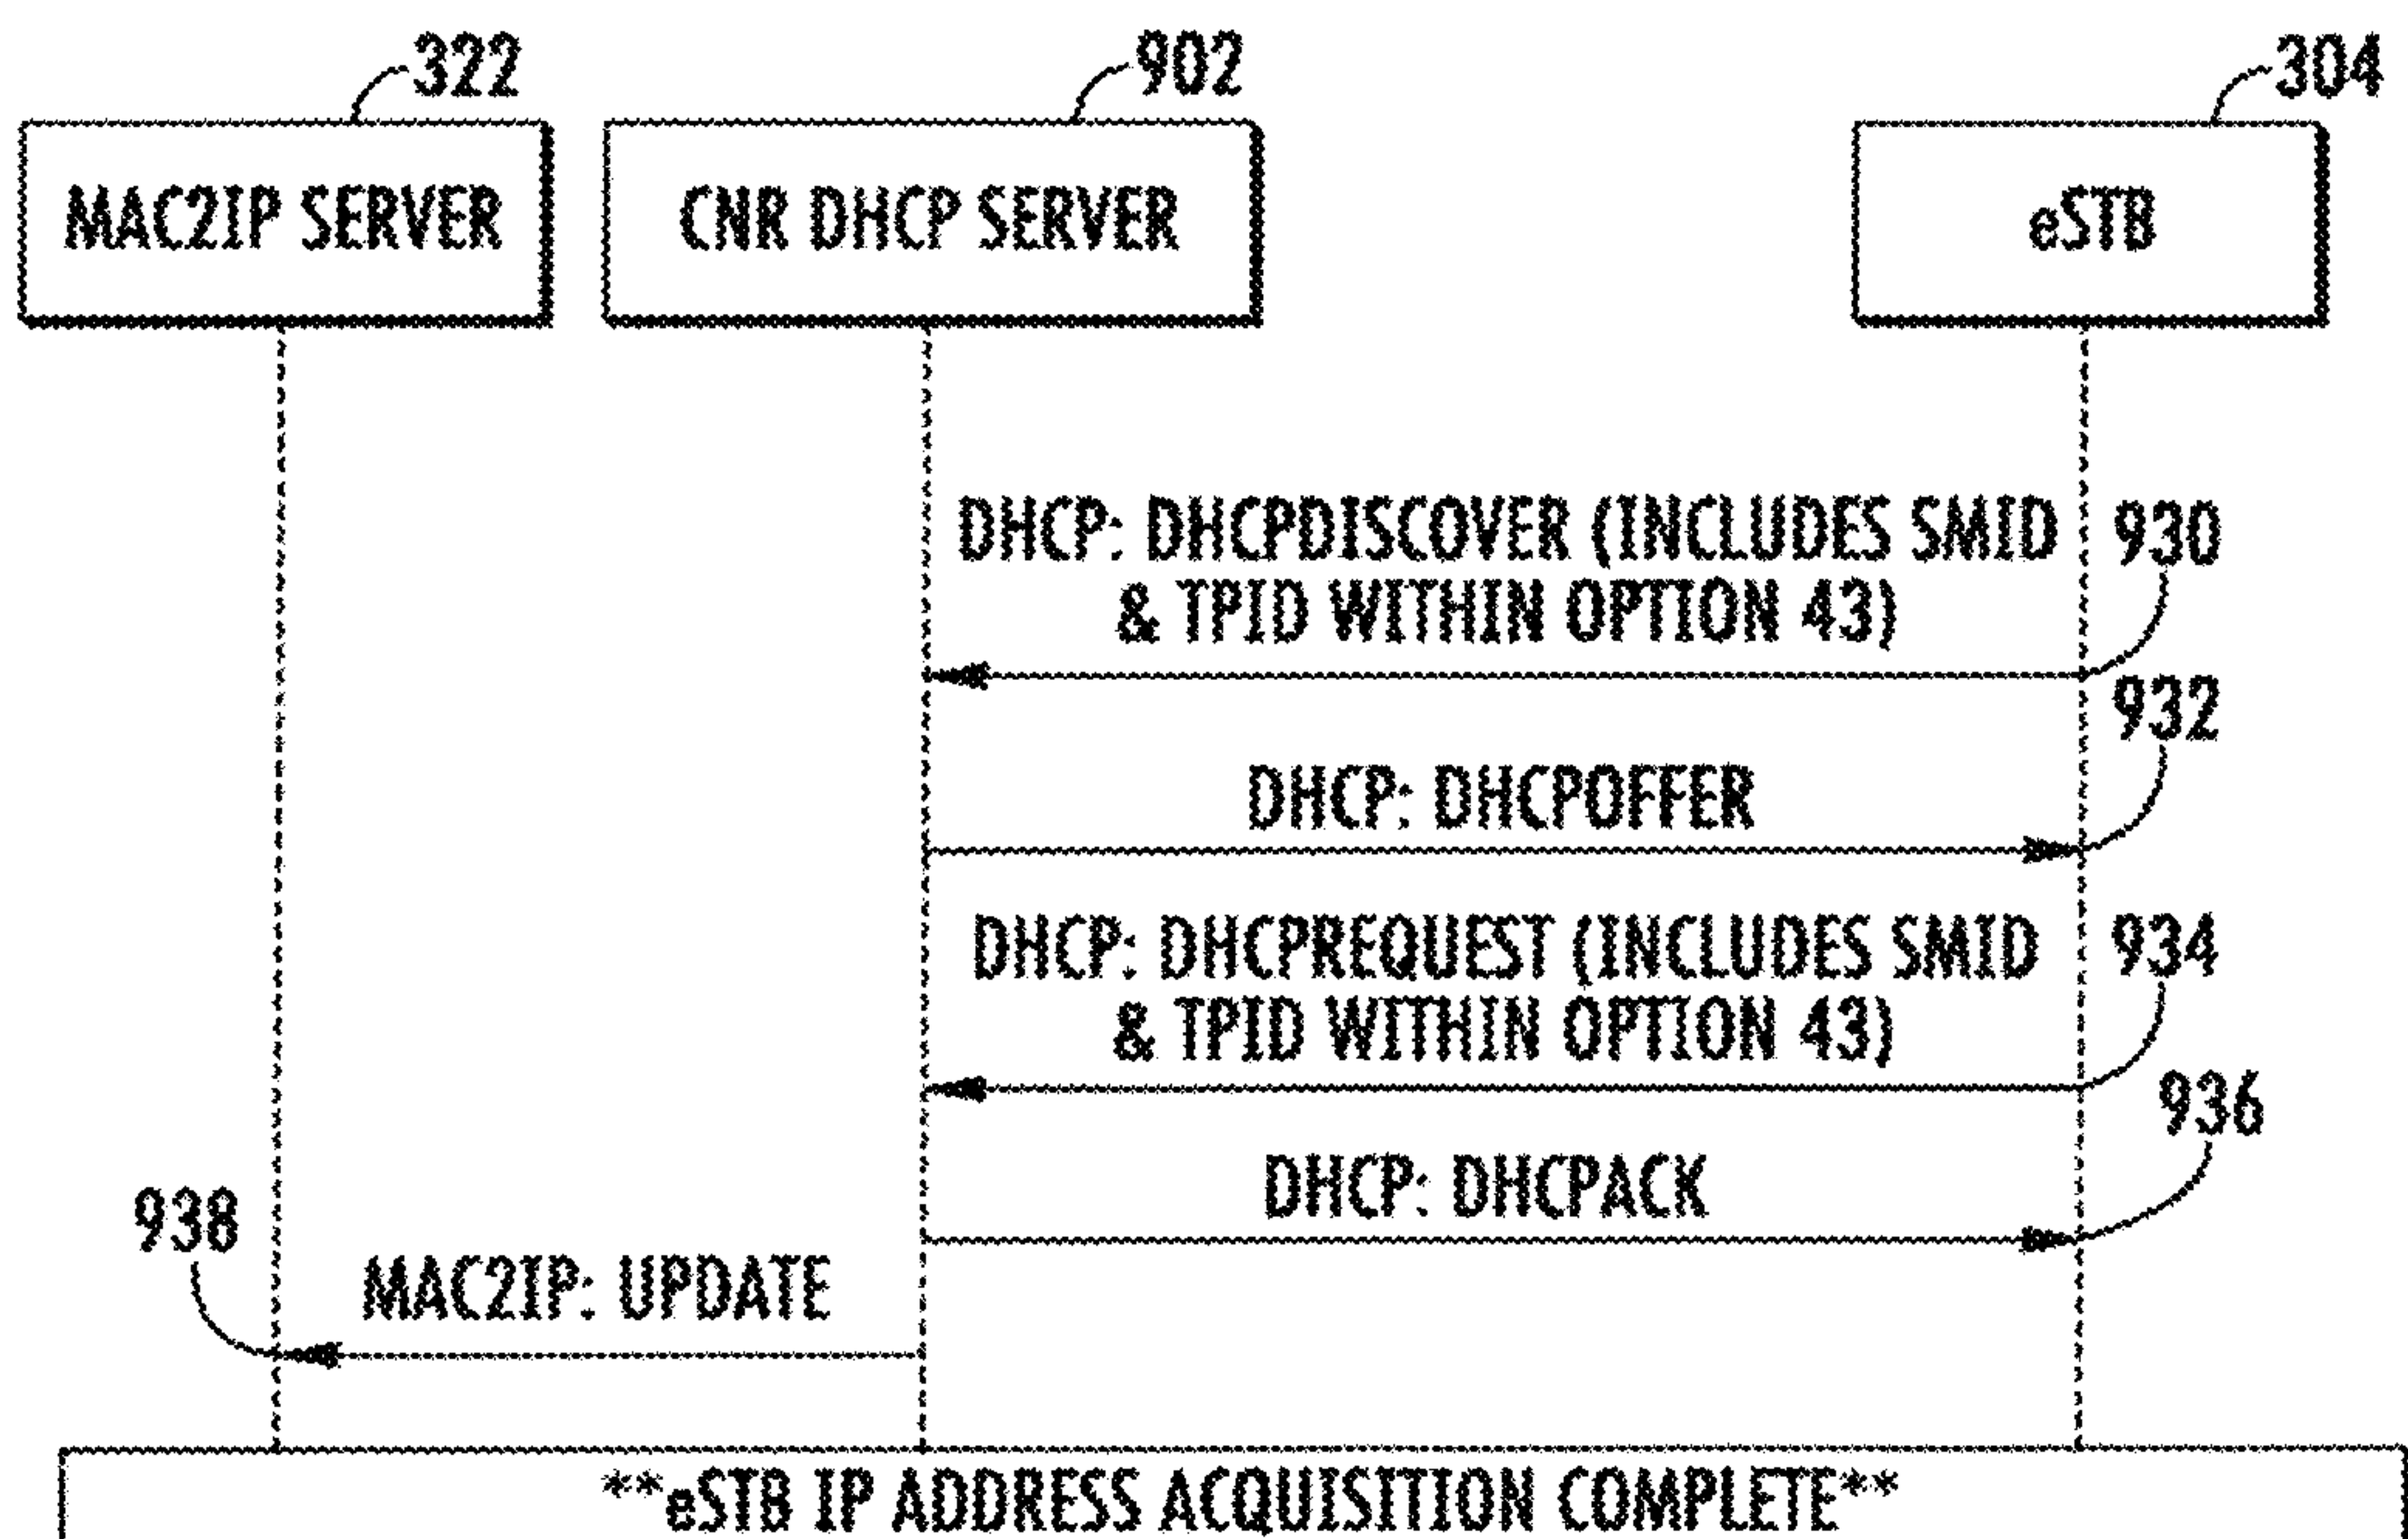 322
902
304
MAC2IP SERVER
CNR DHCP SERVER
eSTB
DHCP: DHCPDISCOVER (INCLUDES SMID
& TPID WITHIN OPTION 43)
930
932
DHCP: DHCPOFFER
DHCP: DHCPREQUEST (INCLUDES SMID
& TPID WITHIN OPTION 43)
934
936
DHCP: DHCPACK
938
MAC2IP: UPDATE
**eSTB IP ADDRESS ACQUISITION COMPLETE**